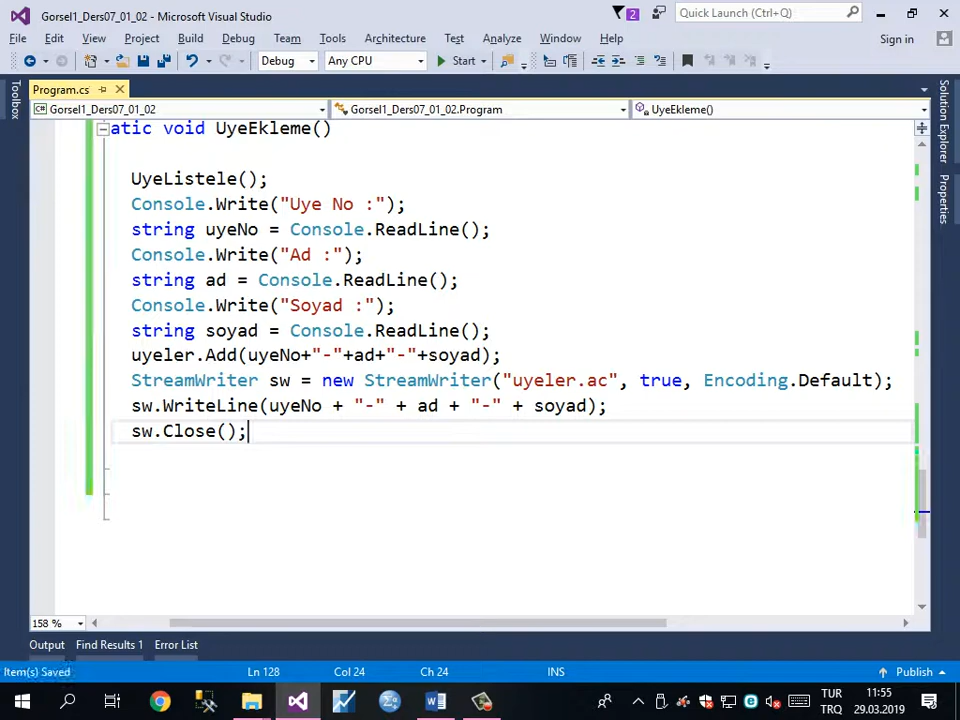 Gorsel1_Ders07_01_02 - Microsoft Visual Studio
2
Quick Launch (Ctrl+Q)
File Edit View Project Build Debug Team Tools Architecture Test Analyze Window Help
Sign in
Debug Any CPU Start
Program.cs
Toolbox
Solution Explorer
Properties
Gorsel1_Ders07_01_02 Gorsel1_Ders07_01_02.Program UyeEkleme()
atic void UyeEkleme()
UyeListele();
Console.Write("Uye No :");
string uyeNo = Console.ReadLine();
Console.Write("Ad :");
string ad = Console.ReadLine();
Console.Write("Soyad :");
string soyad = Console.ReadLine();
uyeler.Add(uyeNo+"-"+ad+"-"+soyad);
StreamWriter sw = new StreamWriter("uyeler.ac", true, Encoding.Default);
sw.WriteLine(uyeNo + "-" + ad + "-" + soyad);
sw.Close();
158 %
Output Find Results 1 Error List
Item(s) Saved Ln 128 Col 24 Ch 24 INS Publish
TUR 11:55
TRQ 29.03.2019